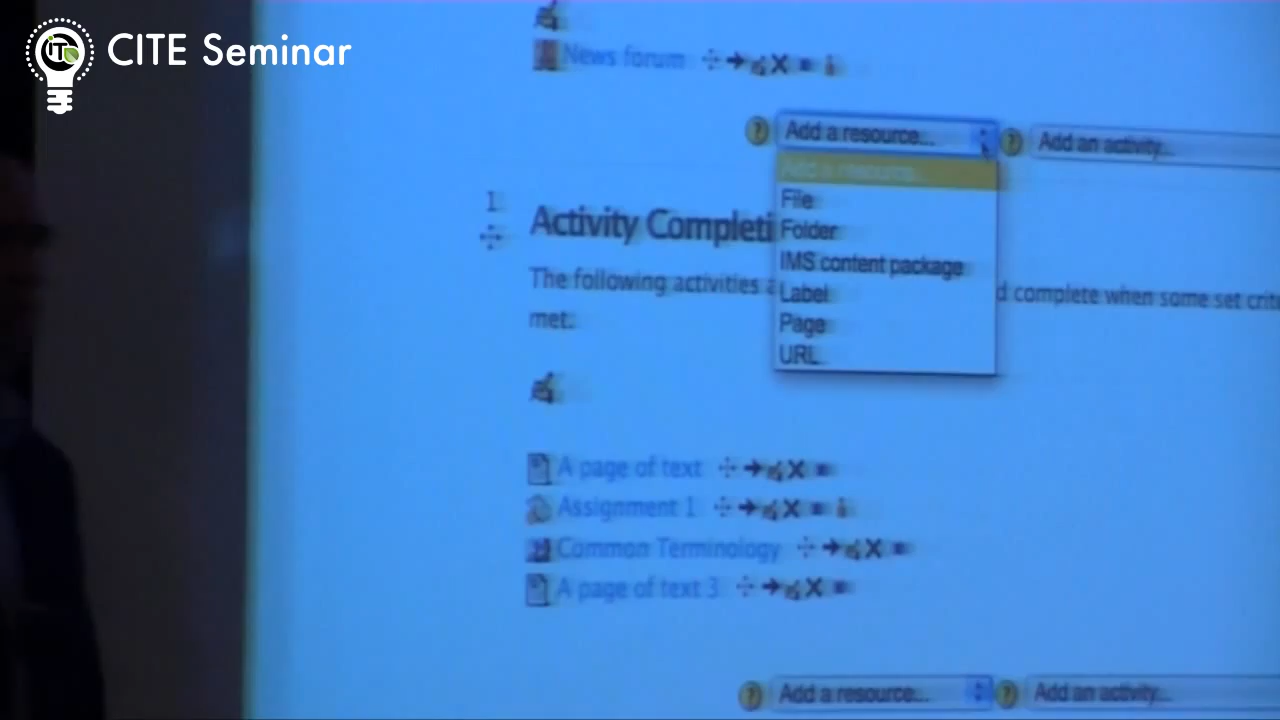 CITE Seminar
News forum
Add a resource...
Add an activity...
Add a resource...
File
Folder
IMS content package
Label
Page
URL
1
Activity Completi
The following activities a
d complete when some set crit
met:
A page of text
Assignment 1
Common Terminology
A page of text 3
Add a resource...
Add an activity...